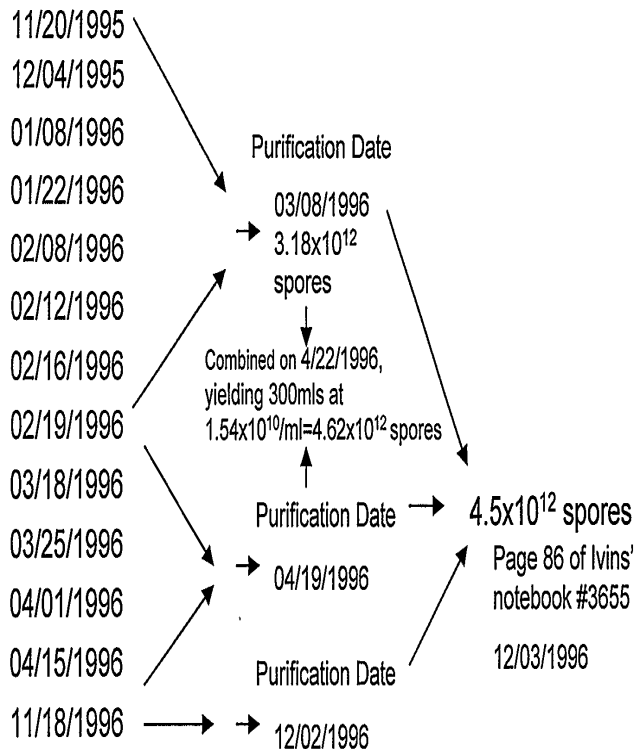 11/20/1995
12/04/1995
01/08/1996
01/22/1996
02/08/1996
02/12/1996
02/16/1996
02/19/1996
03/18/1996
03/25/1996
04/01/1996
04/15/1996
11/18/1996
Purification Date
03/08/1996
3.18x10¹²
spores
Combined on 4/22/1996,
yielding 300mls at
1.54x10¹⁰/ml=4.62x10¹² spores
Purification Date
04/19/1996
Purification Date
12/02/1996
4.5x10¹² spores
Page 86 of Ivins'
notebook #3655
12/03/1996